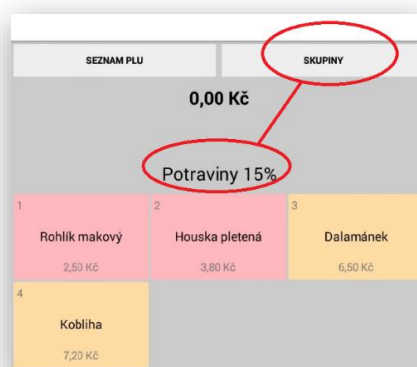 SEZNAM PLU
SKUPINY
0,00 Kč
Potraviny 15%
1
2
3
Rohlík makový
Houska pletená
Dalamánek
2,50 Kč
3,80 Kč
6,50 Kč
4
Kobliha
7,20 Kč